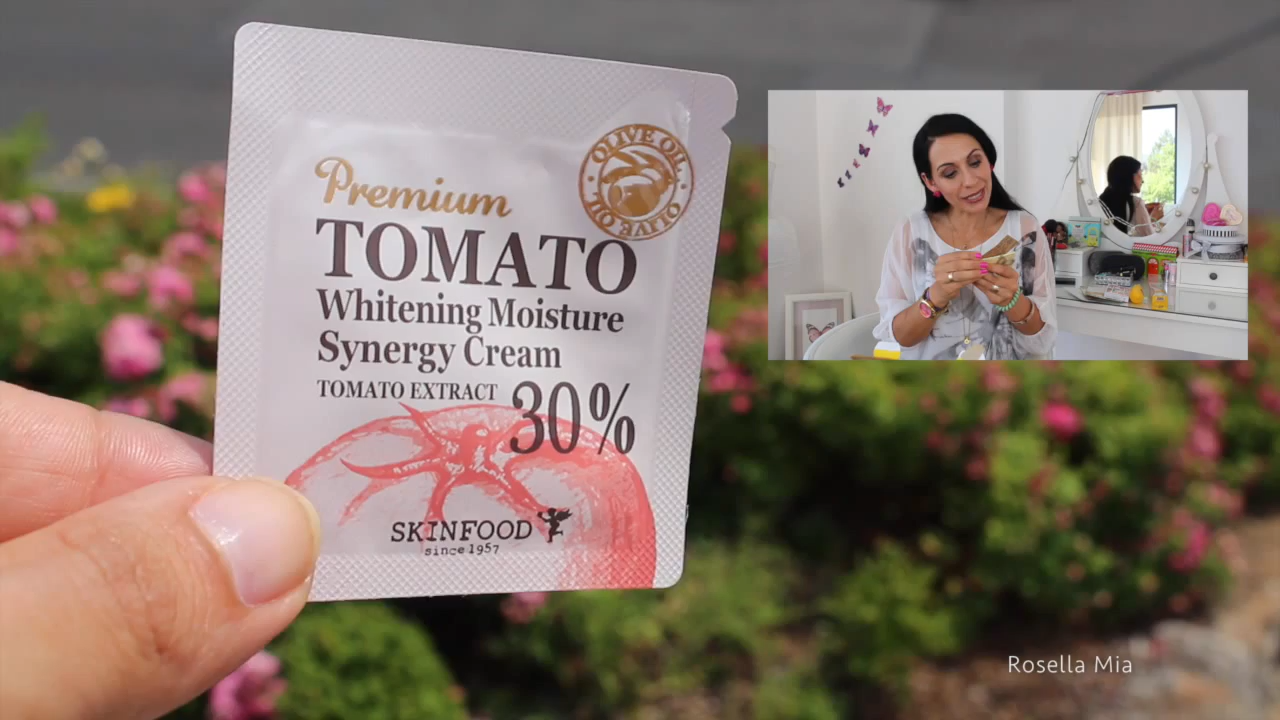 OLIVE OIL
OLIVE OIL
Premium
TOMATO
Whitening Moisture
Synergy Cream
TOMATO EXTRACT 30%
SKINFOOD
since 1957
Rosella Mia